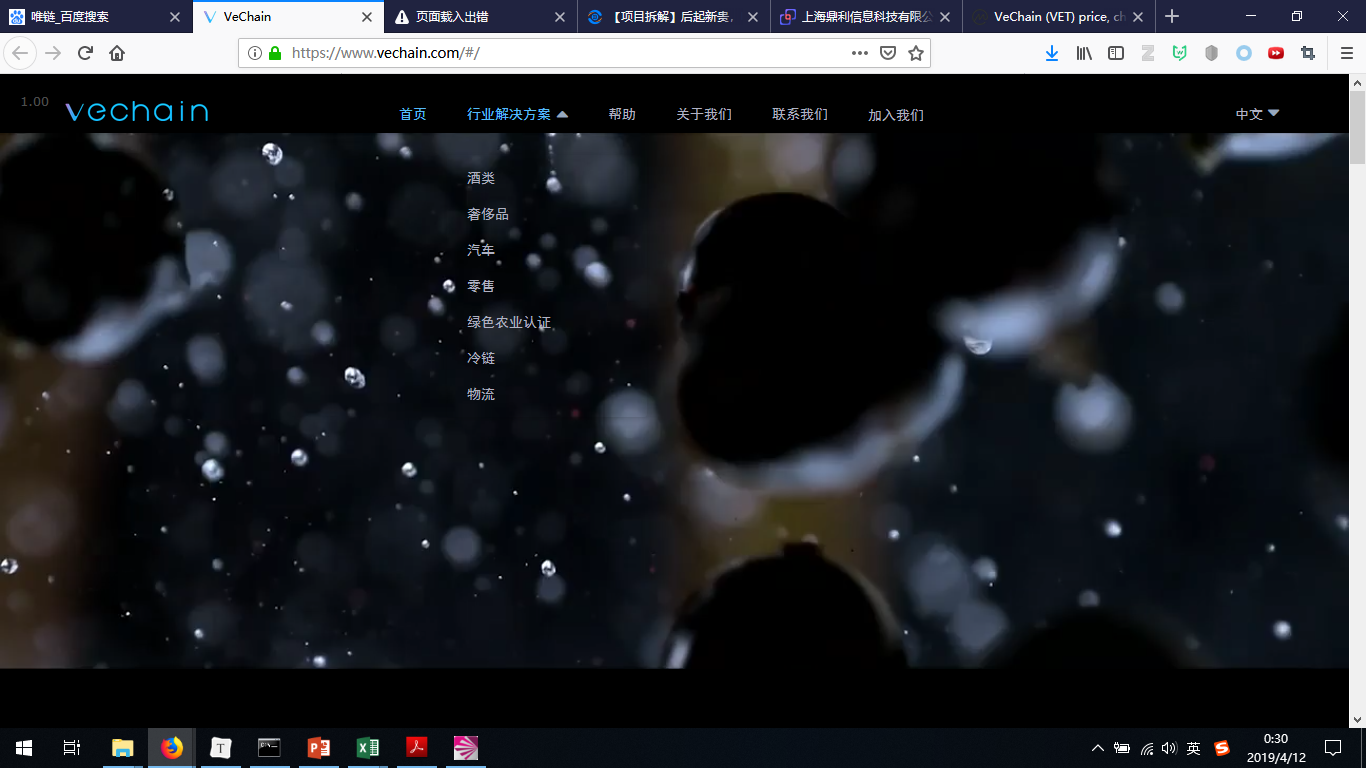 唯链_百度搜索
VeChain
页面载入出错
【项目拆解】后起新贵，
上海鼎利信息科技有限公
VeChain (VET) price, ch
https://www.vechain.com/#/
1.00
vechain
首页
行业解决方案
帮助
关于我们
联系我们
加入我们
中文
酒类
奢侈品
汽车
零售
绿色农业认证
冷链
物流
英
0:30
2019/4/12